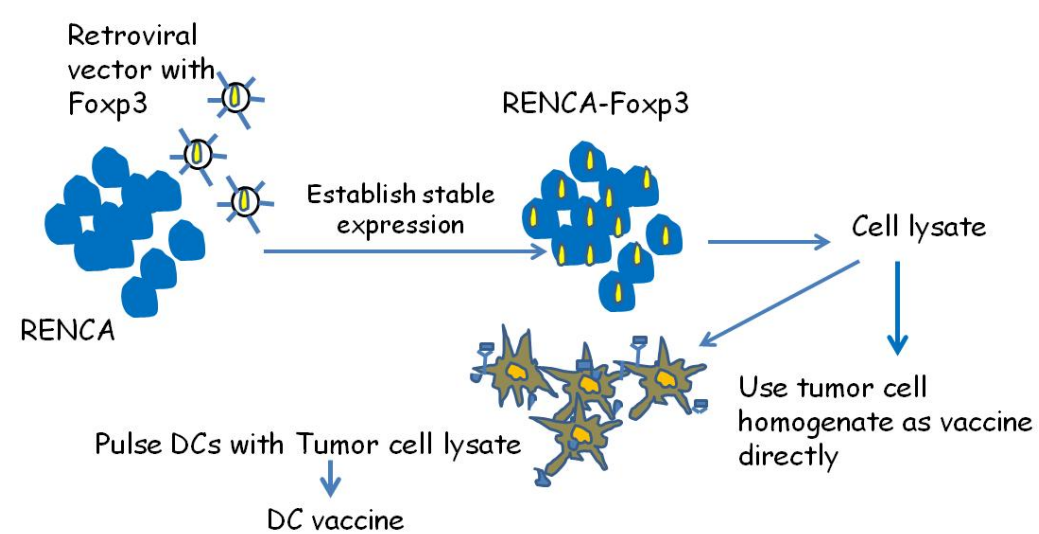 Retroviral
vector with
Foxp3
RENCA-Foxp3
Establish stable
expression
Cell lysate
RENCA
Use tumor cell
homogenate as vaccine
directly
Pulse DCs with Tumor cell lysate
DC vaccine